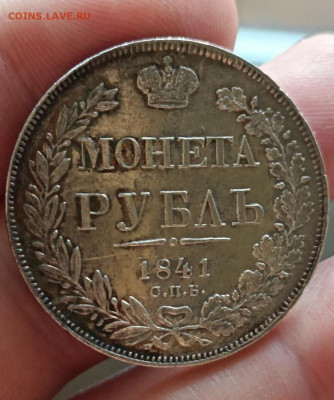 COINS.LAVE.RU
МОНЕТА
РУБЛЬ
1841
С.П.Б.